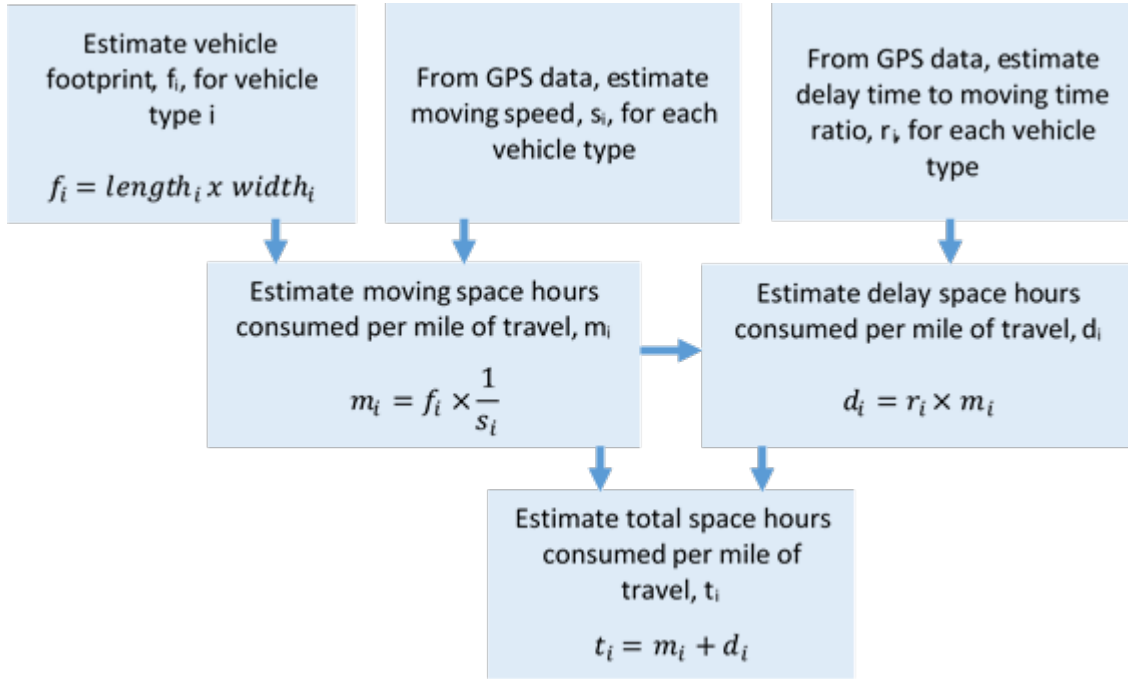 Estimate vehicle
footprint, fᵢ, for vehicle
type i
fᵢ = lengthᵢ x widthᵢ
From GPS data, estimate
moving speed, sᵢ, for each
vehicle type
From GPS data, estimate
delay time to moving time
ratio, rᵢ, for each vehicle
type
Estimate moving space hours
consumed per mile of travel, mᵢ
mᵢ = fᵢ × 1/sᵢ
Estimate delay space hours
consumed per mile of travel, dᵢ
dᵢ = rᵢ × mᵢ
Estimate total space hours
consumed per mile of
travel, tᵢ
tᵢ = mᵢ + dᵢ